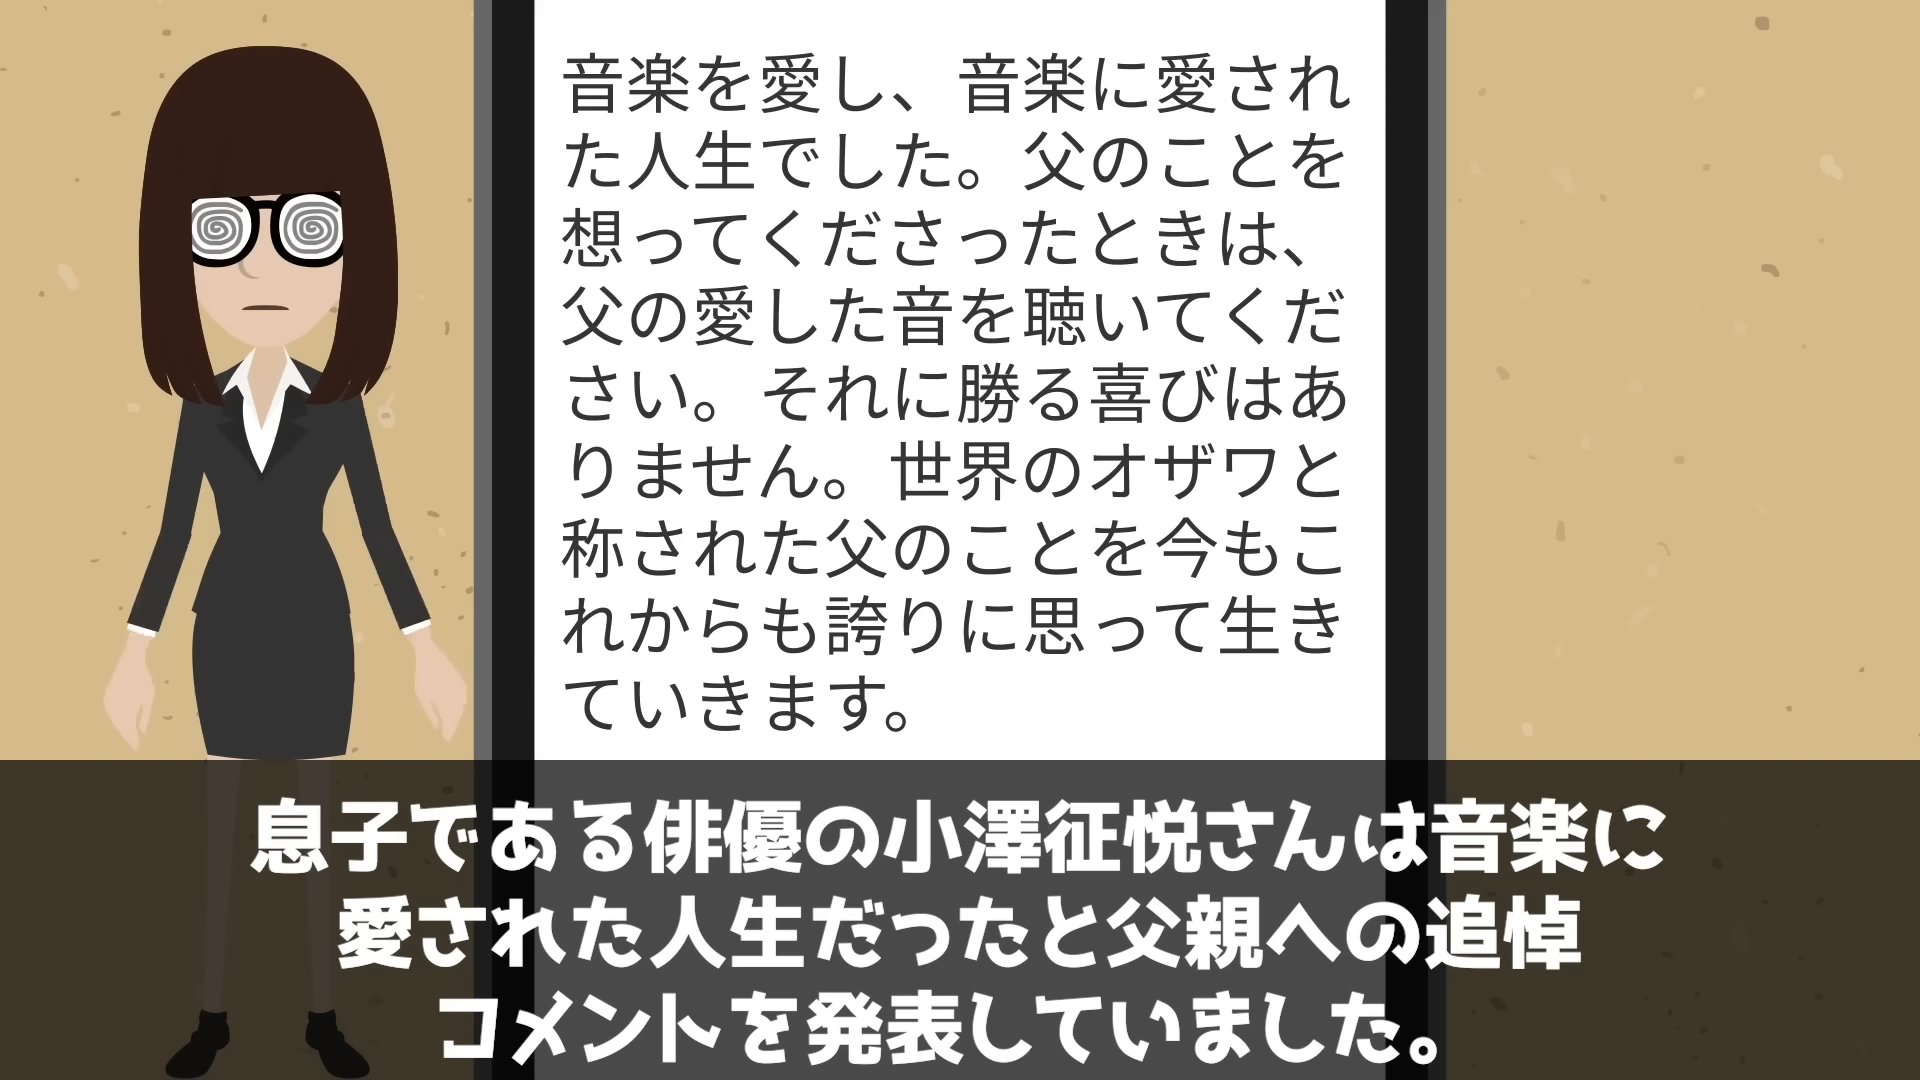 音楽を愛し、音楽に愛され
た人生でした。父のことを
想ってくださったときは、
父の愛した音を聴いてくだ
さい。それに勝る喜びはあ
りません。世界のオザワと
称された父のことを今もこ
れからも誇りに思って生き
ていきます。
息子である俳優の小澤征悦さんは音楽に
愛された人生だったと父親への追悼
コメントを発表していました。